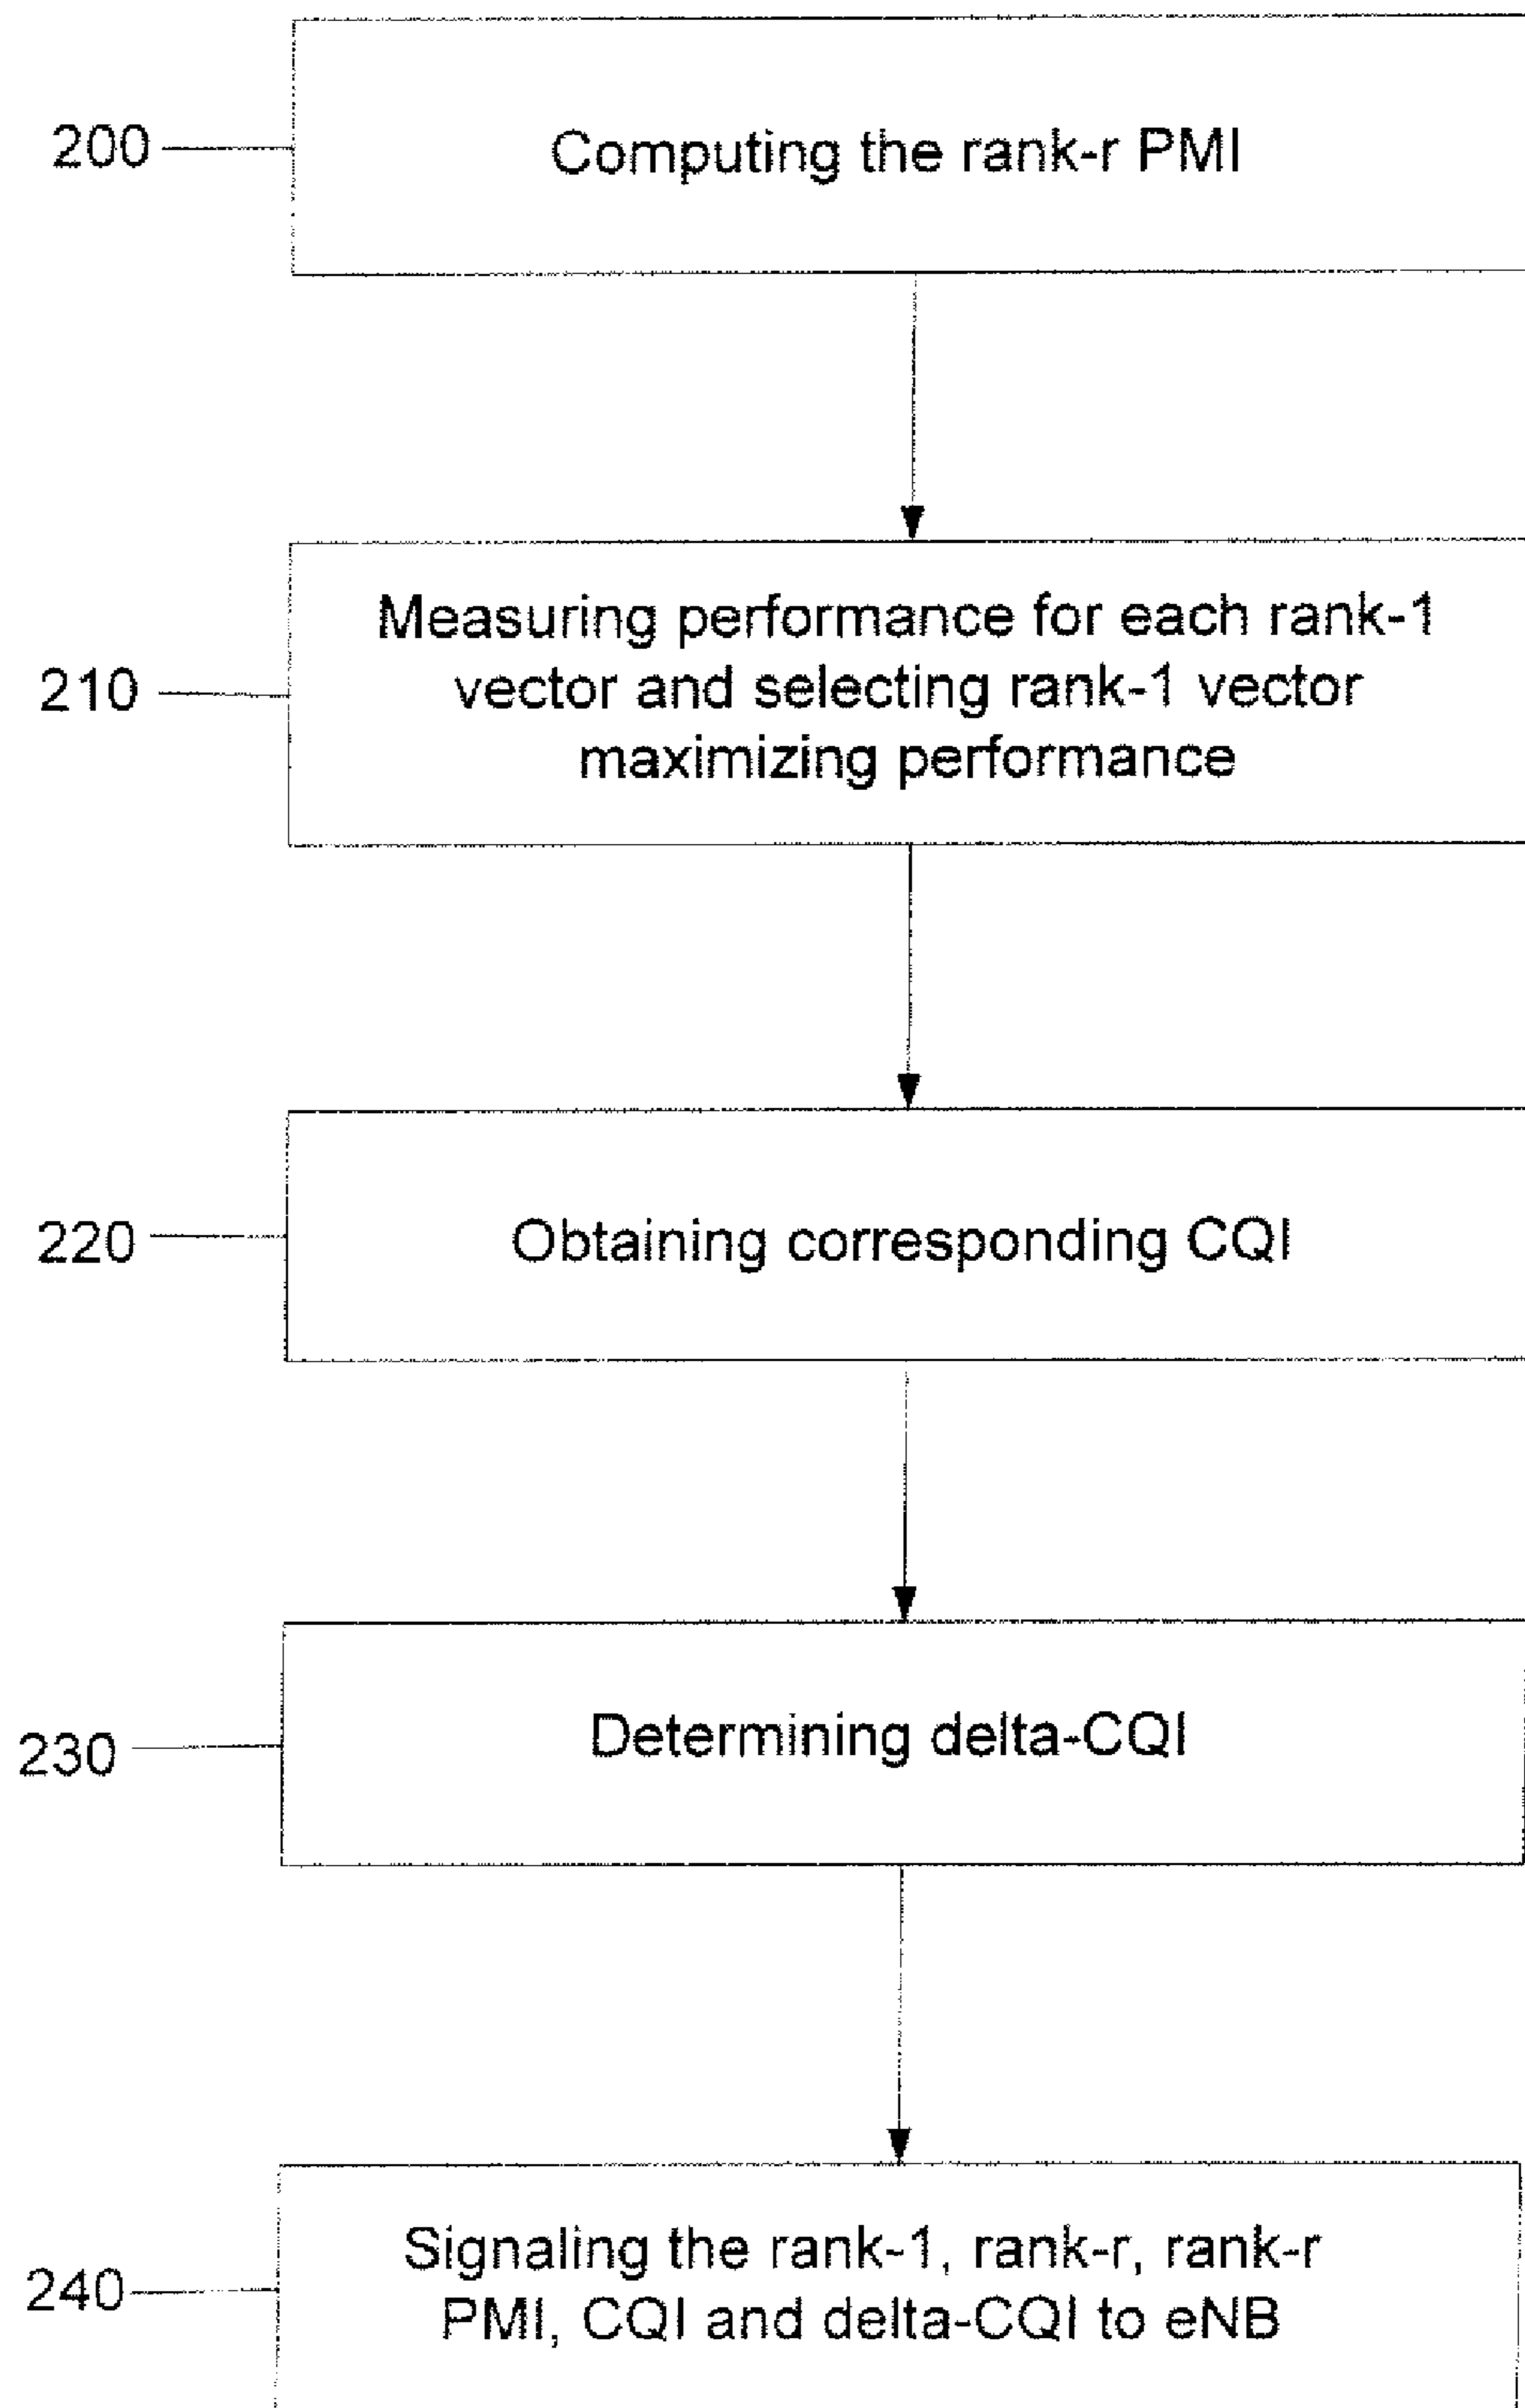 200
Computing the rank-r PMI
210
Measuring performance for each rank-1
vector and selecting rank-1 vector
maximizing performance
220
Obtaining corresponding CQI
230
Determining delta-CQI
240
Signaling the rank-1, rank-r, rank-r
PMI, CQI and delta-CQI to eNB